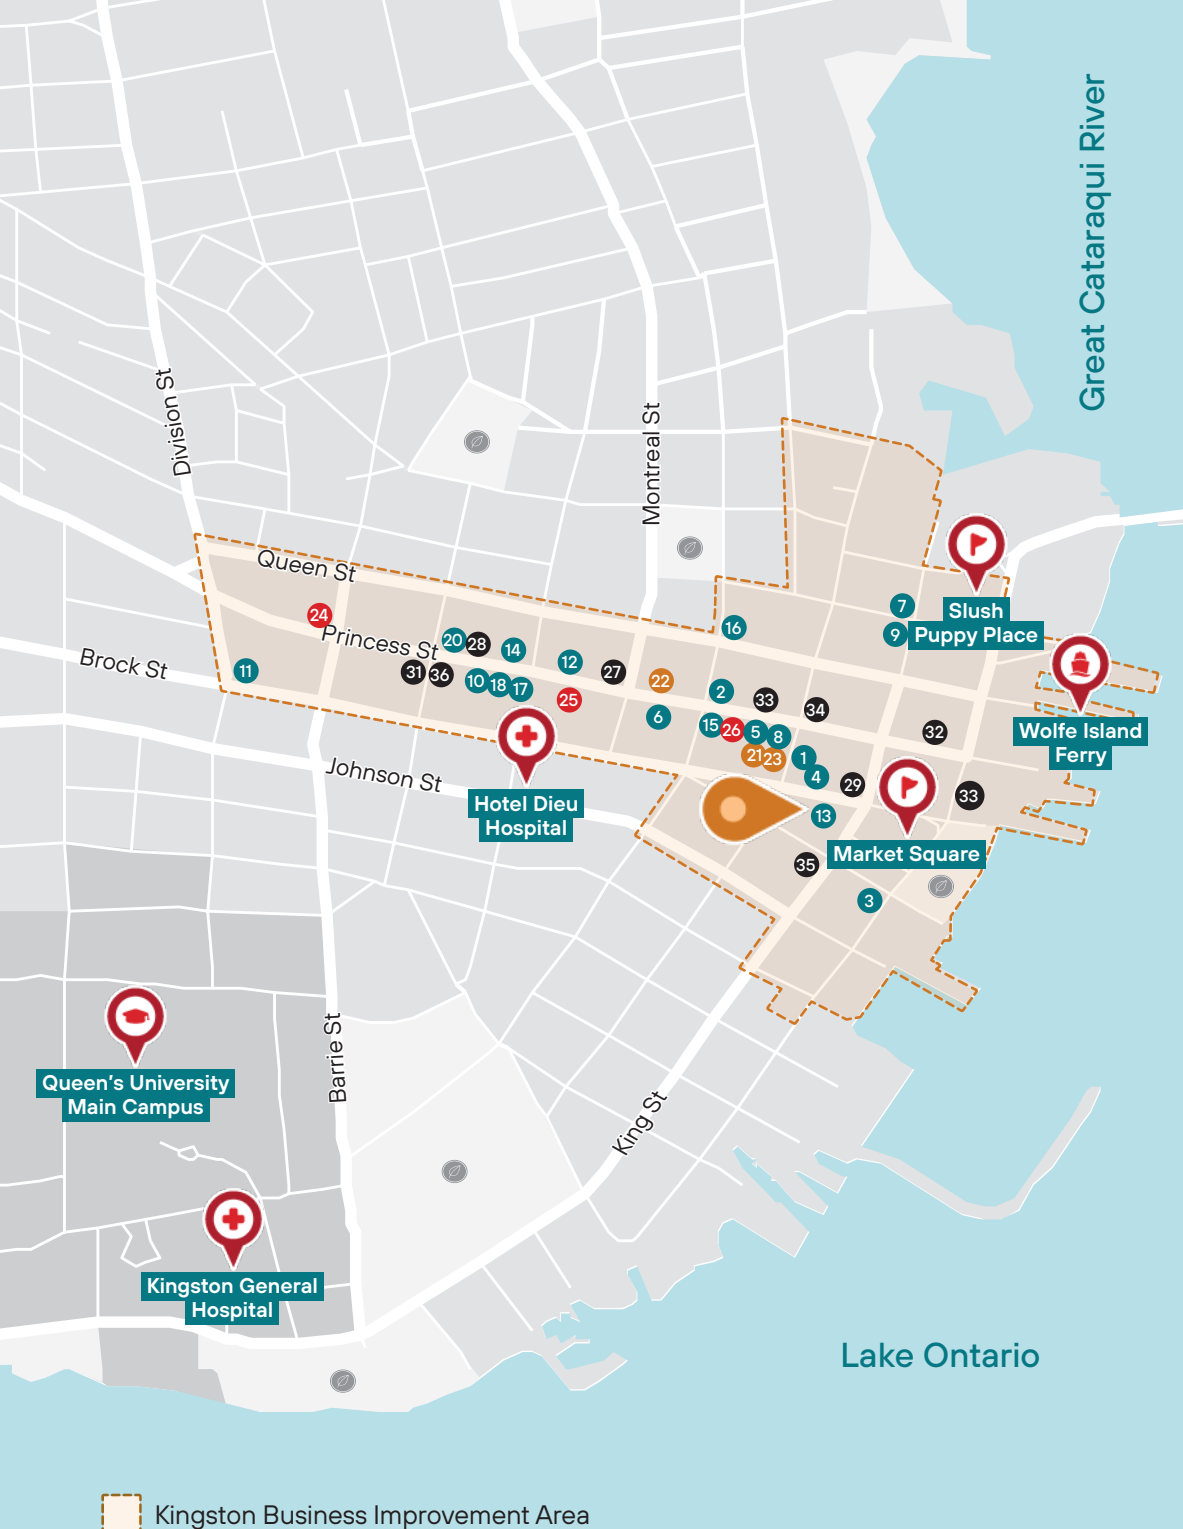 Great Cataraqui River
Division St
Montreal St
Queen St
Slush
Puppy Place
24
7
9
16
Princess St
20
28
14
12
Brock St
11
31
36
10
18
17
27
22
25
2
33
34
6
15
26
5
8
32
Wolfe Island
Ferry
21
23
1
4
29
33
Johnson St
Hotel Dieu
Hospital
13
Market Square
35
3
Barrie St
Queen's University
Main Campus
King St
Kingston General
Hospital
Lake Ontario
Kingston Business Improvement Area